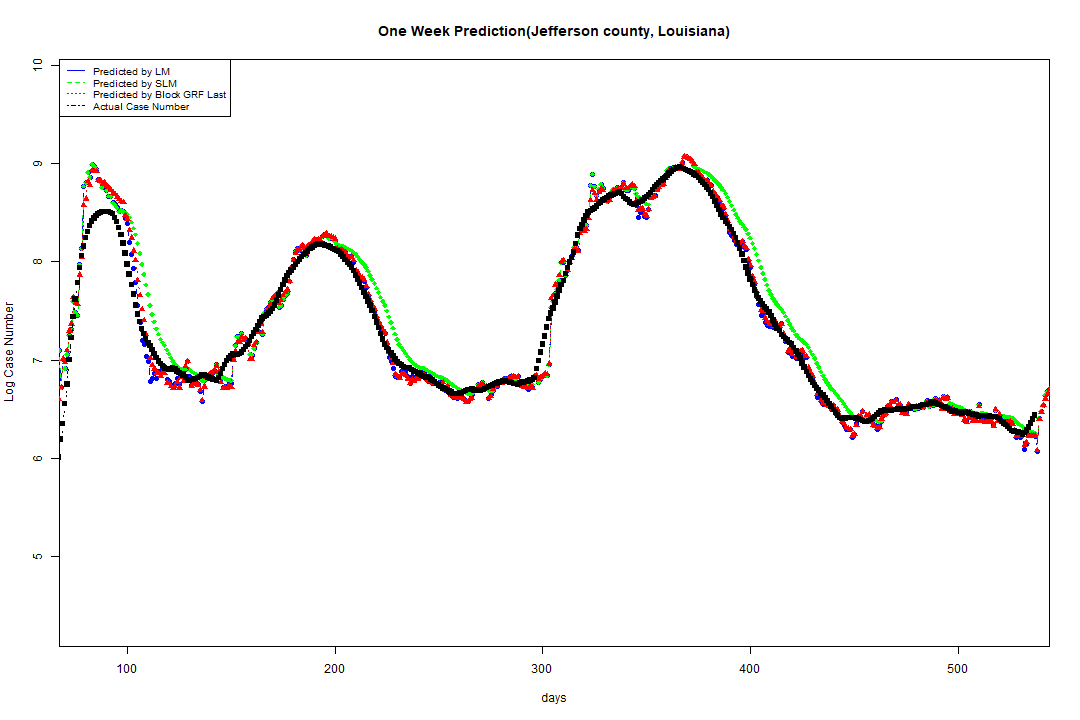 One Week Prediction(Jefferson county, Louisiana)
Predicted by LM
Predicted by SLM
Predicted by Block GRF Last
Actual Case Number
10
9
8
7
6
5
Log Case Number
100 200 300 400 500
days